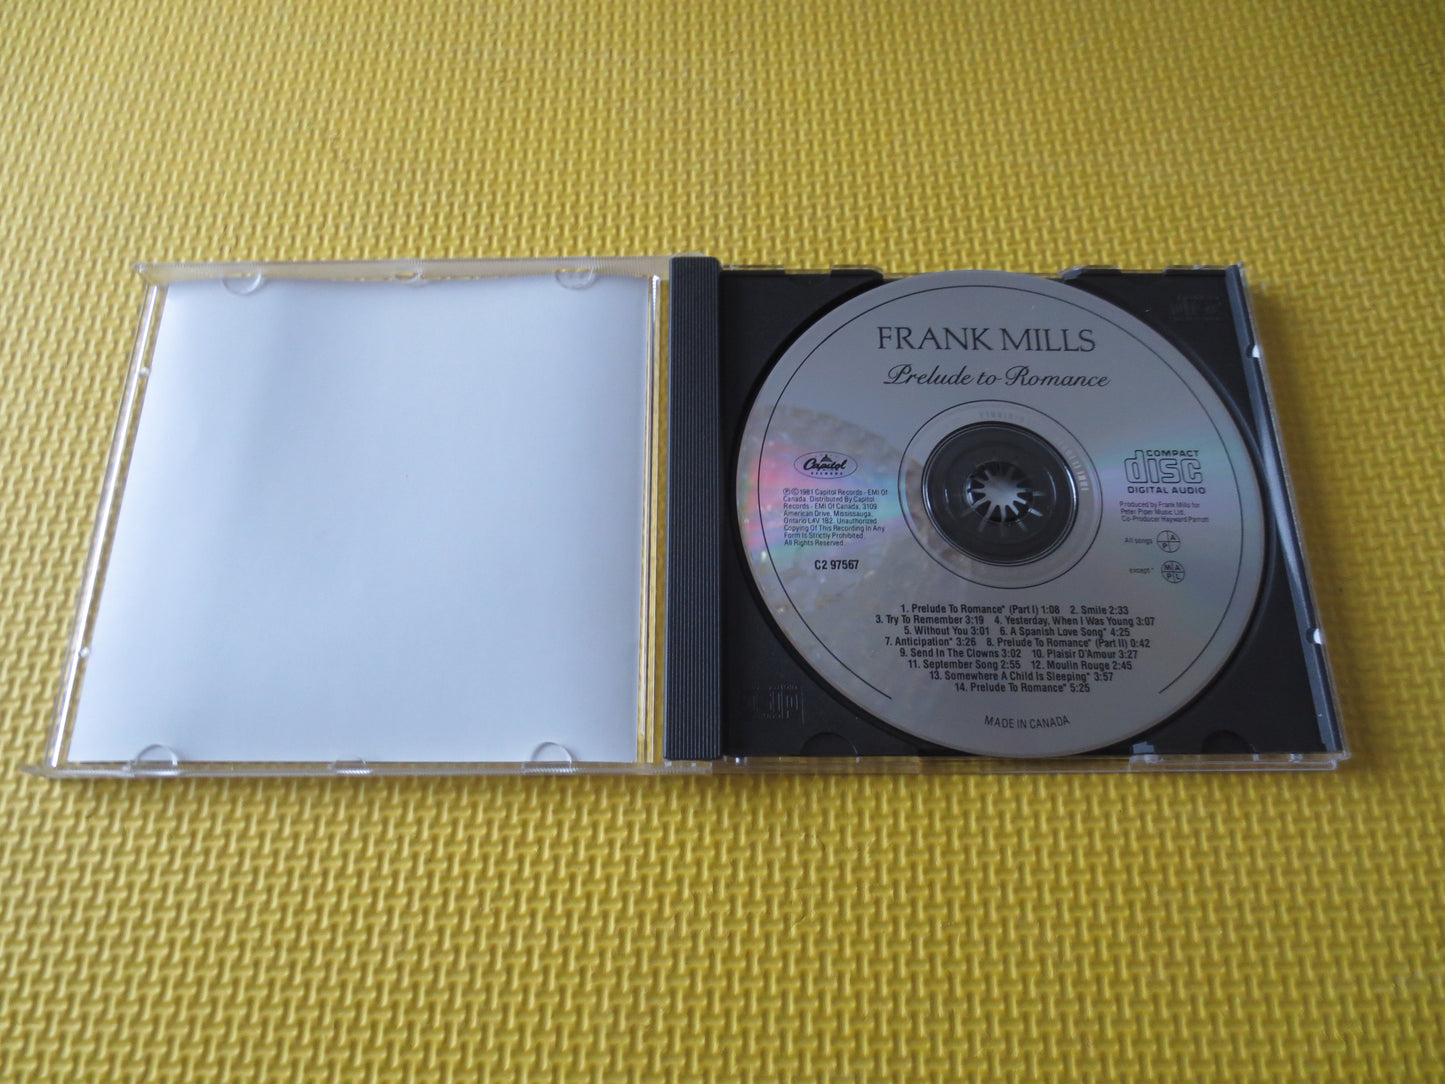 FRANK MILLS
Prelude to Romance
Capitol
RECORDS
℗©1981 Capitol Records - EMI Of
Canada. Distributed By Capitol
Records - EMI Of Canada, 3109
American Drive, Mississauga,
Ontario L4V 1B2. Unauthorized
Copying Of This Recording In Any
Form Is Strictly Prohibited.
All Rights Reserved.
C2 97567
COMPACT
disc
DIGITAL AUDIO
Produced by Frank Mills for
Peter Piper Music Ltd.
Co-Producer Hayward Parrott
All songs A P
except * M A P L
1. Prelude To Romance* (Part I) 1:08 2. Smile 2:33
3. Try To Remember 3:19 4. Yesterday, When I Was Young 3:07
5. Without You 3:01 6. A Spanish Love Song* 4:25
7. Anticipation* 3:26 8. Prelude To Romance* (Part II) 0:42
9. Send In The Clowns 3:02 10. Plaisir D'Amour 3:27
11. September Song 2:55 12. Moulin Rouge 2:45
13. Somewhere A Child Is Sleeping* 3:57
14. Prelude To Romance* 5:25
MADE IN CANADA